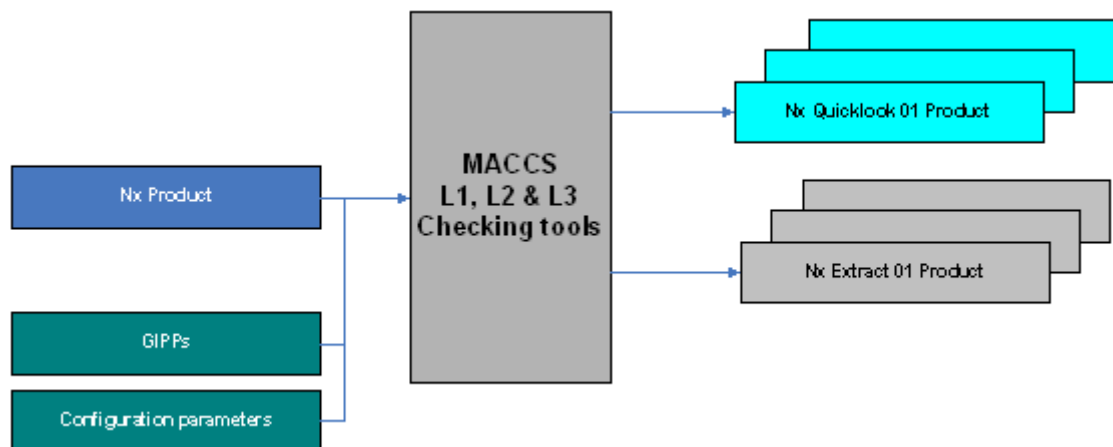 Nx Quicklook 01 Product
MACCS
L1, L2 & L3
Checking tools
Nx Product
Nx Extract 01 Product
GIPPs
Configuration parameters